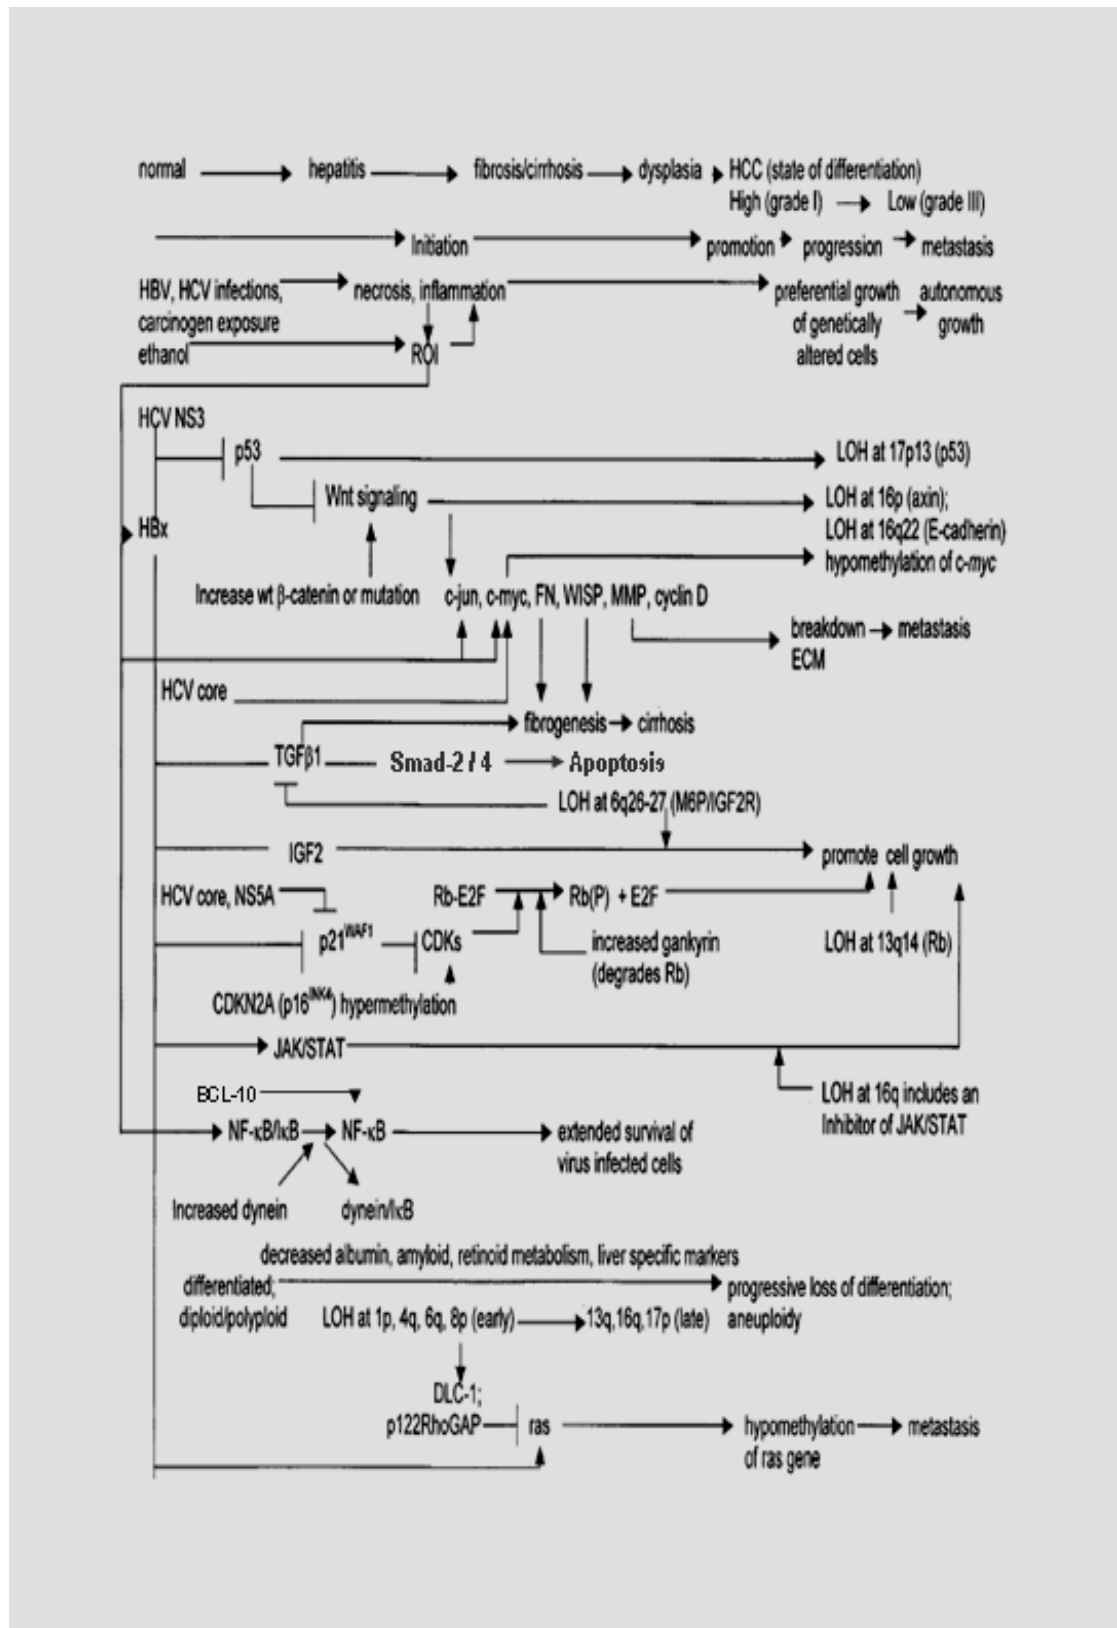 normal hepatitis fibrosis/cirrhosis dysplasia HCC (state of differentiation)
High (grade I) Low (grade III)
Initiation promotion progression metastasis
HBV, HCV infections, necrosis, inflammation preferential growth autonomous
carcinogen exposure of genetically growth
ethanol ROI altered cells
HCV NS3
p53 LOH at 17p13 (p53)
Wnt signaling LOH at 16p (axin);
HBx LOH at 16q22 (E-cadherin)
hypomethylation of c-myc
Increase wt β-catenin or mutation c-jun, c-myc, FN, WISP, MMP, cyclin D
breakdown metastasis
ECM
HCV core
fibrogenesis cirrhosis
TGFβ1 Smad-2/4 Apoptosis
LOH at 6q26-27 (M6P/IGF2R)
IGF2 promote cell growth
HCV core, NS5A Rb-E2F Rb(P) + E2F
p21WAF1 CDKs increased gankyrin LOH at 13q14 (Rb)
(degrades Rb)
CDKN2A (p16INK4) hypermethylation
JAK/STAT
BCL-10 LOH at 16q includes an
Inhibitor of JAK/STAT
NF-κB/IκB NF-κB extended survival of
virus infected cells
Increased dynein dynein/IκB
decreased albumin, amyloid, retinoid metabolism, liver specific markers
differentiated; progressive loss of differentiation;
diploid/polyploid LOH at 1p, 4q, 6q, 8p (early) 13q,16q,17p (late) aneuploidy
DLC-1;
p122RhoGAP ras hypomethylation metastasis
of ras gene